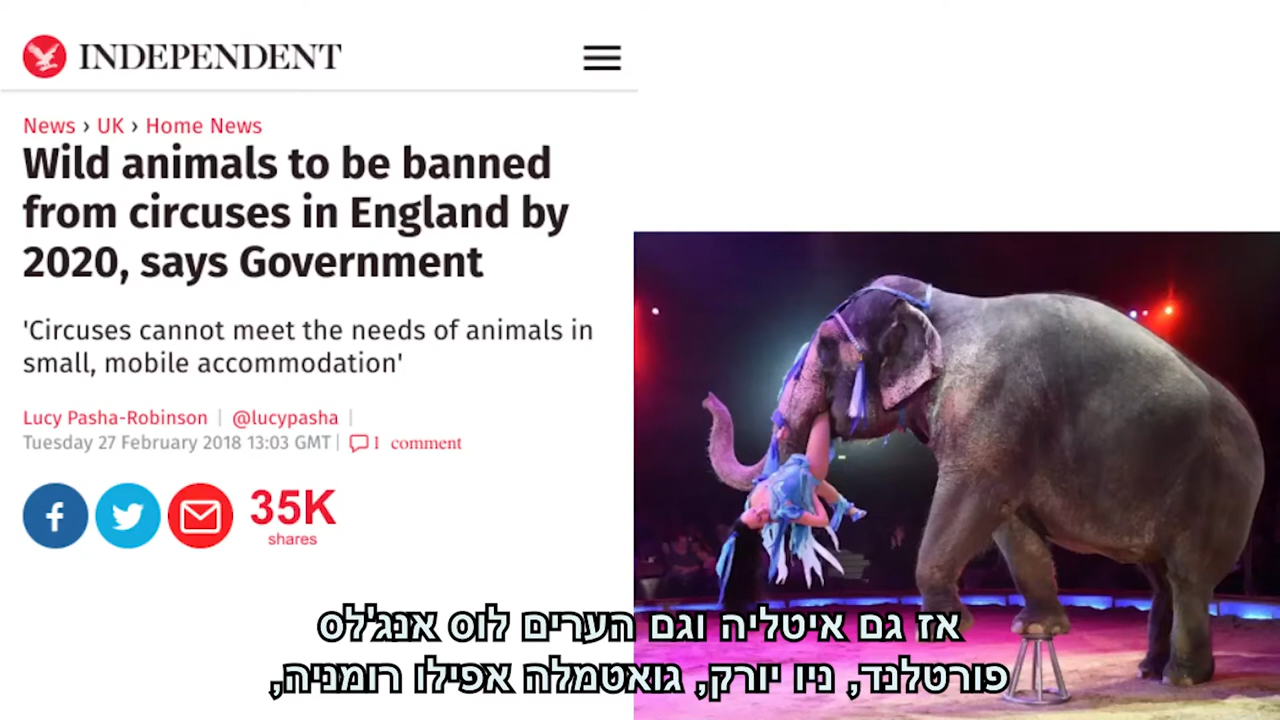 INDEPENDENT
News › UK › Home News
Wild animals to be banned
from circuses in England by
2020, says Government
'Circuses cannot meet the needs of animals in
small, mobile accommodation'
Lucy Pasha-Robinson | @lucypasha |
Tuesday 27 February 2018 13:03 GMT | 1 comment
35K
shares
אז גם איטליה וגם הערים לוס אנג'לס
פורטלנד, ניו יורק, גואטמלה אפילו רומניה,